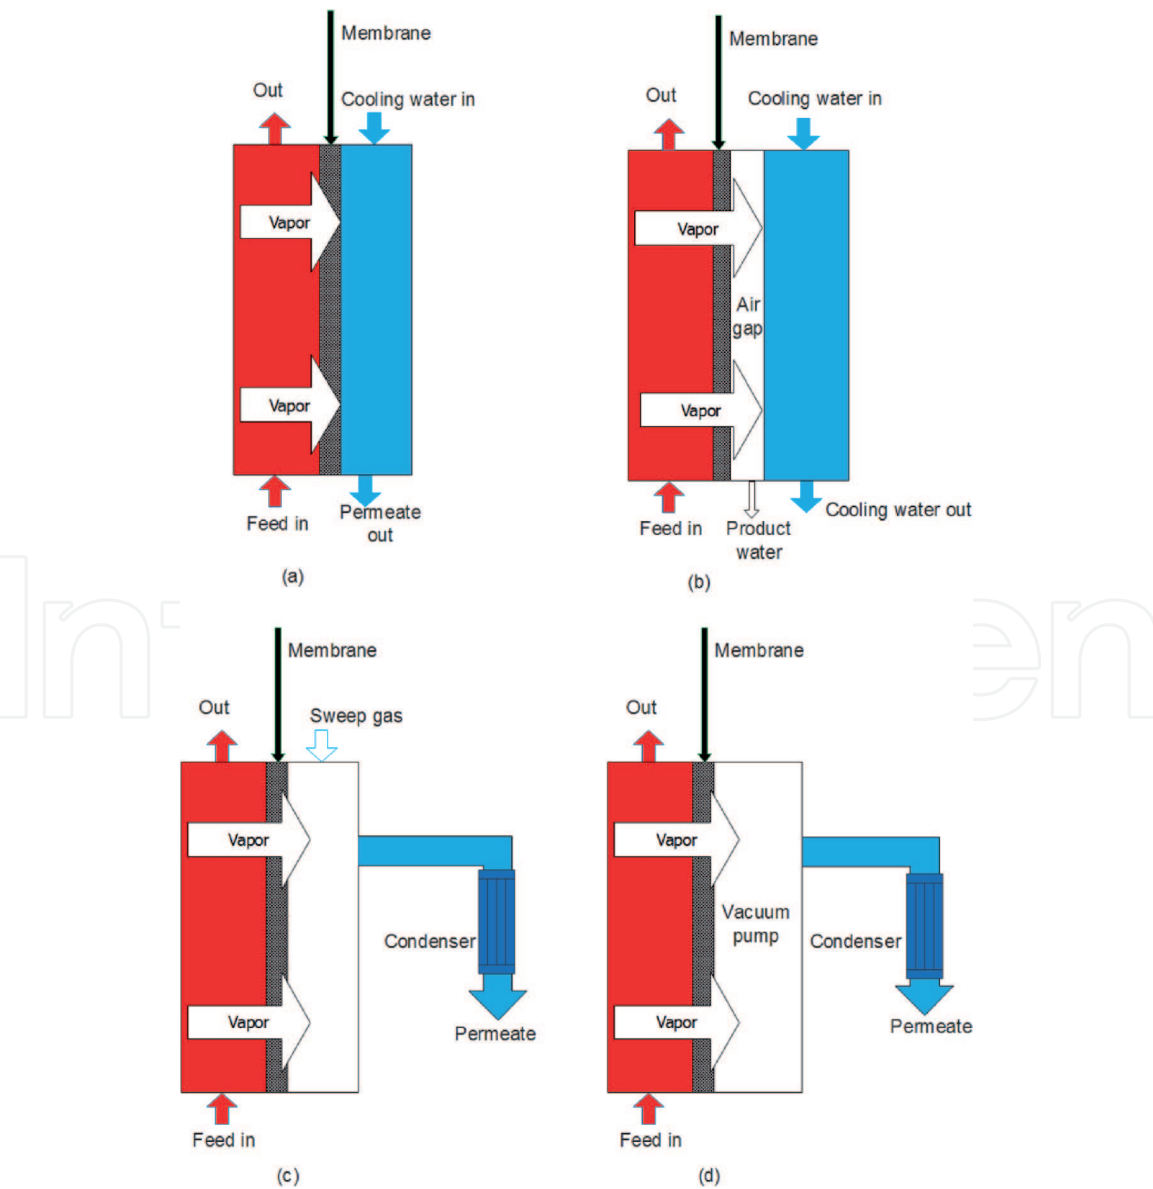 Membrane
Out
Cooling water in
Vapor
Vapor
Feed in
Permeate
out
(a)
Membrane
Out
Cooling water in
Vapor
Air
gap
Vapor
Feed in
Product
water
Cooling water out
(b)
Membrane
Out
Sweep gas
Vapor
Condenser
Vapor
Permeate
Feed in
(c)
Membrane
Out
Vapor
Vacuum
pump
Condenser
Vapor
Permeate
Feed in
(d)